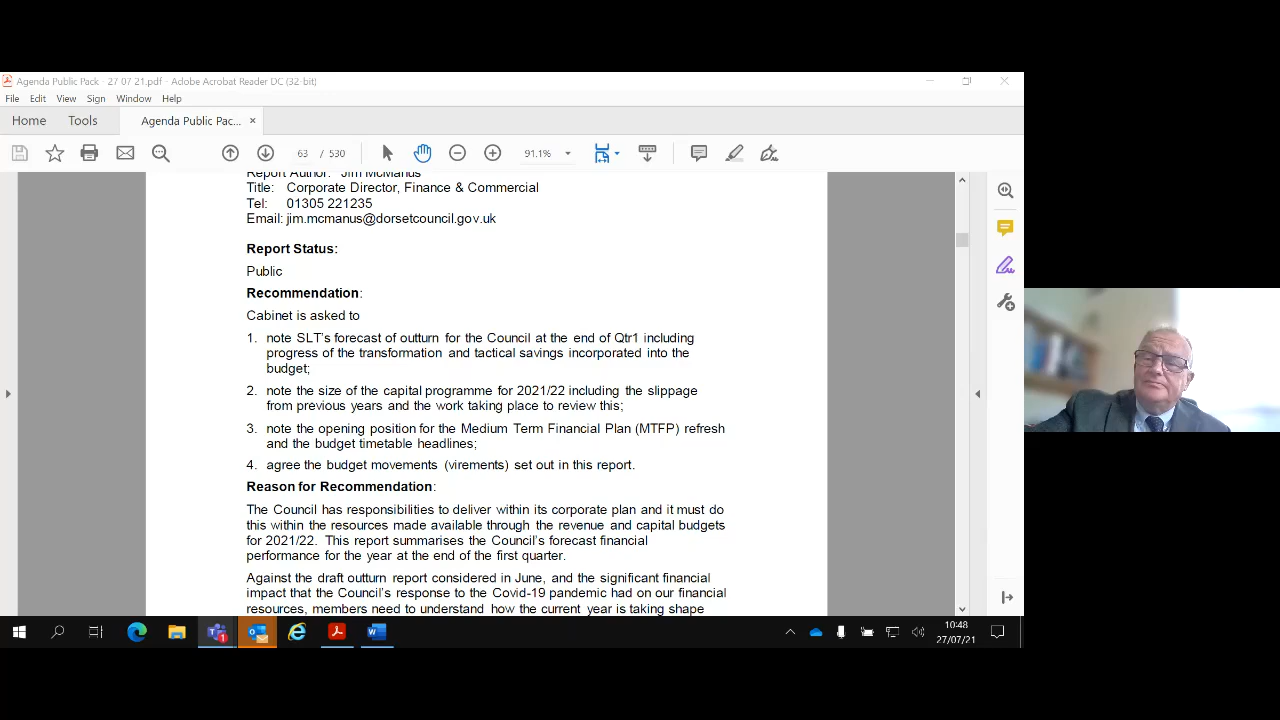 Agenda Public Pack - 27 07 21.pdf - Adobe Acrobat Reader DC (32-bit)
File Edit View Sign Window Help
Home Tools Agenda Public Pac... ×
63 / 530 91.1%
Report Author: Jim McManus
Title: Corporate Director, Finance & Commercial
Tel: 01305 221235
Email: jim.mcmanus@dorsetcouncil.gov.uk
Report Status:
Public
Recommendation:
Cabinet is asked to
1. note SLT's forecast of outturn for the Council at the end of Qtr1 including
progress of the transformation and tactical savings incorporated into the
budget;
2. note the size of the capital programme for 2021/22 including the slippage
from previous years and the work taking place to review this;
3. note the opening position for the Medium Term Financial Plan (MTFP) refresh
and the budget timetable headlines;
4. agree the budget movements (virements) set out in this report.
Reason for Recommendation:
The Council has responsibilities to deliver within its corporate plan and it must do
this within the resources made available through the revenue and capital budgets
for 2021/22. This report summarises the Council's forecast financial
performance for the year at the end of the first quarter.
Against the draft outturn report considered in June, and the significant financial
impact that the Council's response to the Covid-19 pandemic had on our financial
resources, members need to understand how the current year is taking shape
10:48
27/07/21